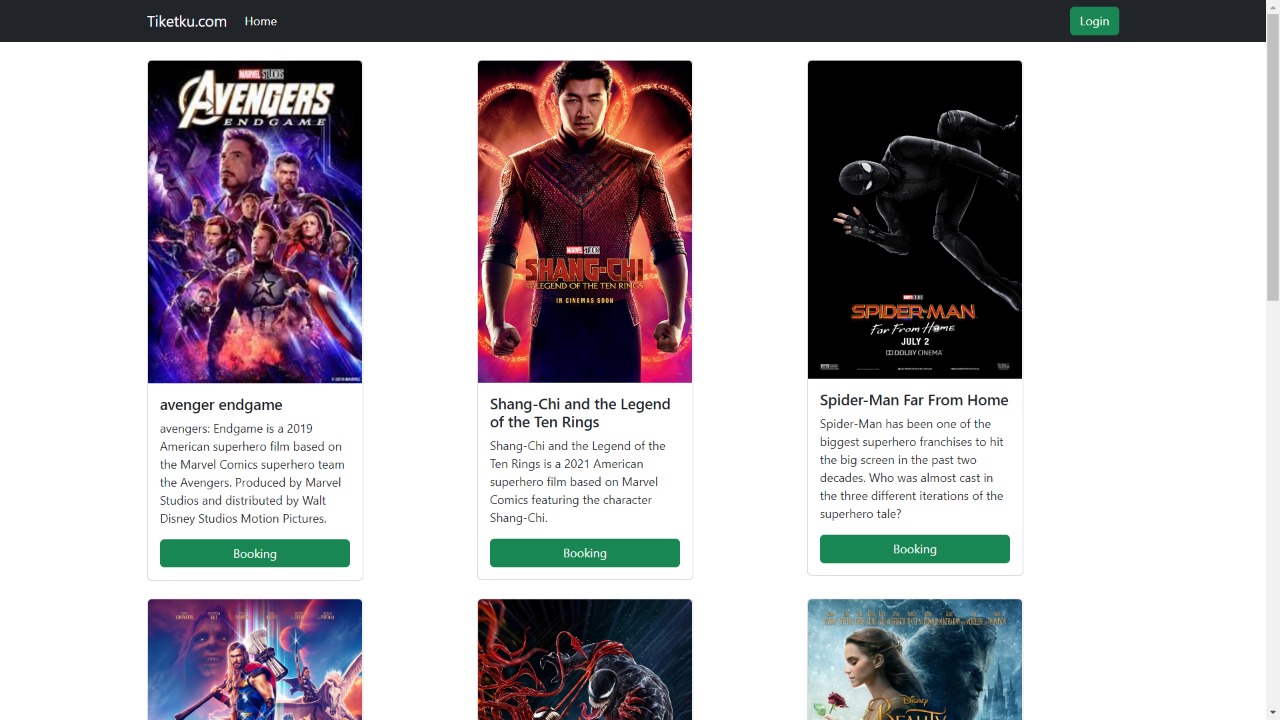 Tiketku.com Home Login
MARVEL STUDIOS
AVENGERS
ENDGAME
avenger endgame
avengers: Endgame is a 2019
American superhero film based on
the Marvel Comics superhero team
the Avengers. Produced by Marvel
Studios and distributed by Walt
Disney Studios Motion Pictures.
Booking
MARVEL STUDIOS
SHANG-CHI
AND THE LEGEND OF THE TEN RINGS
IN CINEMAS SOON
Shang-Chi and the Legend
of the Ten Rings
Shang-Chi and the Legend of the
Ten Rings is a 2021 American
superhero film based on Marvel
Comics featuring the character
Shang-Chi.
Booking
SPIDER-MAN
Far From Home
JULY 2
DOLBY CINEMA
Spider-Man Far From Home
Spider-Man has been one of the
biggest superhero franchises to hit
the big screen in the past two
decades. Who was almost cast in
the three different iterations of the
superhero tale?
Booking
Disney
BEAUTY